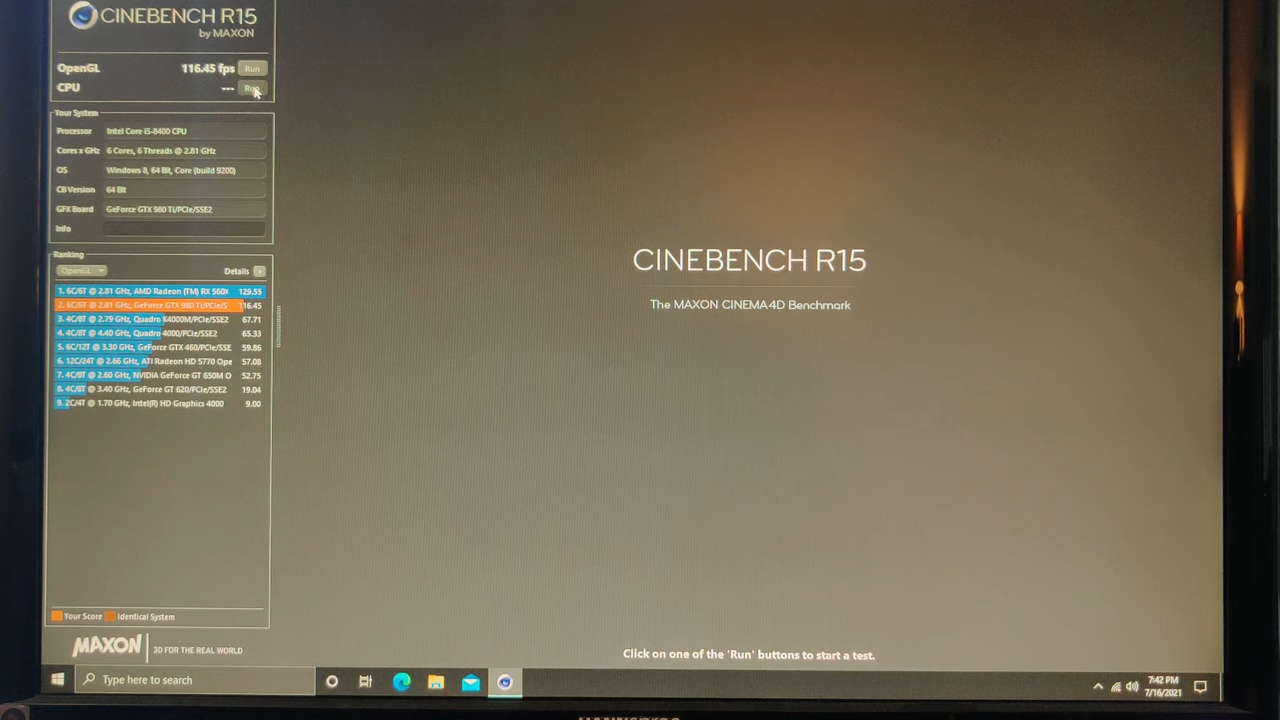 CINEBENCH R15
by MAXON
OpenGL 116.45 fps Run
CPU --- Run
Your System
Processor Intel Core i5-8400 CPU
Cores x GHz 6 Cores, 6 Threads @ 2.81 GHz
OS Windows 8, 64 Bit, Core (build 9200)
CB Version 64 Bit
GFX Board GeForce GTX 980 Ti/PCIe/SSE2
Info
Ranking
OpenGL Details
1. 6C/6T @ 2.81 GHz, AMD Radeon (TM) RX 560X 129.55
2. 6C/6T @ 2.81 GHz, GeForce GTX 980 Ti/PCIe/S 116.45
3. 4C/8T @ 2.79 GHz, Quadro K4000M/PCIe/SSE2 67.71
4. 4C/8T @ 4.40 GHz, Quadro 4000/PCIe/SSE2 65.33
5. 6C/12T @ 3.30 GHz, GeForce GTX 460/PCIe/SSE 59.86
6. 12C/24T @ 2.66 GHz, ATI Radeon HD 5770 Ope 57.08
7. 4C/8T @ 2.60 GHz, NVIDIA GeForce GT 650M O 52.75
8. 4C/8T @ 3.40 GHz, GeForce GT 620/PCIe/SSE2 19.04
9. 2C/4T @ 1.70 GHz, Intel(R) HD Graphics 4000 9.00
Your Score Identical System
MAXON 3D FOR THE REAL WORLD
CINEBENCH R15
The MAXON CINEMA 4D Benchmark
Click on one of the 'Run' buttons to start a test.
Type here to search
7:42 PM
7/16/2021